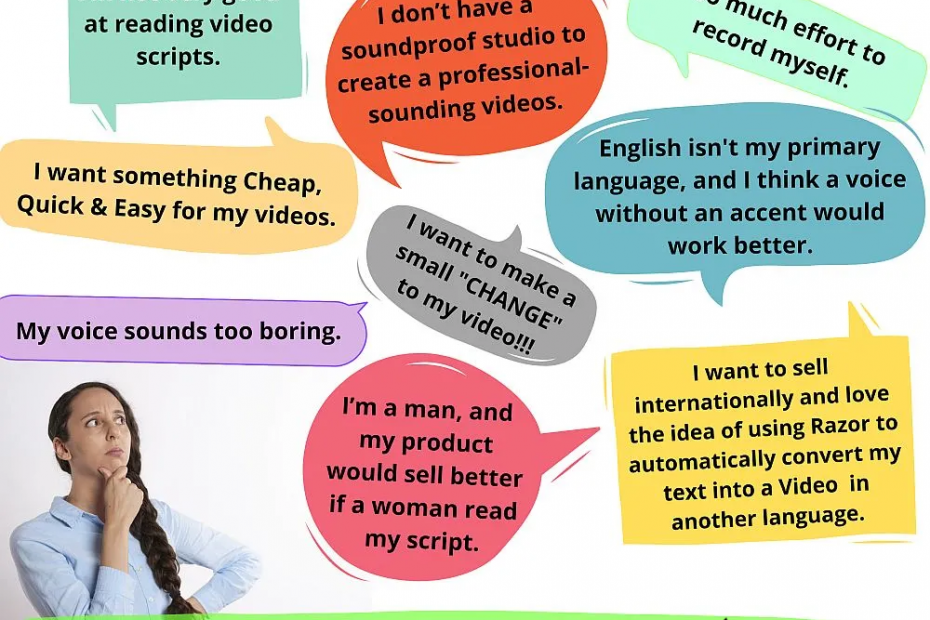 at reading video
scripts.
I don't have a
soundproof studio to
create a professional-
sounding videos.
much effort to
record myself.
I want something Cheap,
Quick & Easy for my videos.
English isn't my primary
language, and I think a voice
without an accent would
work better.
I want to make a
small "CHANGE"
to my video!!!
My voice sounds too boring.
I'm a man, and
my product
would sell better
if a woman read
my script.
I want to sell
internationally and love
the idea of using Razor to
automatically convert my
text into a Video in
another language.